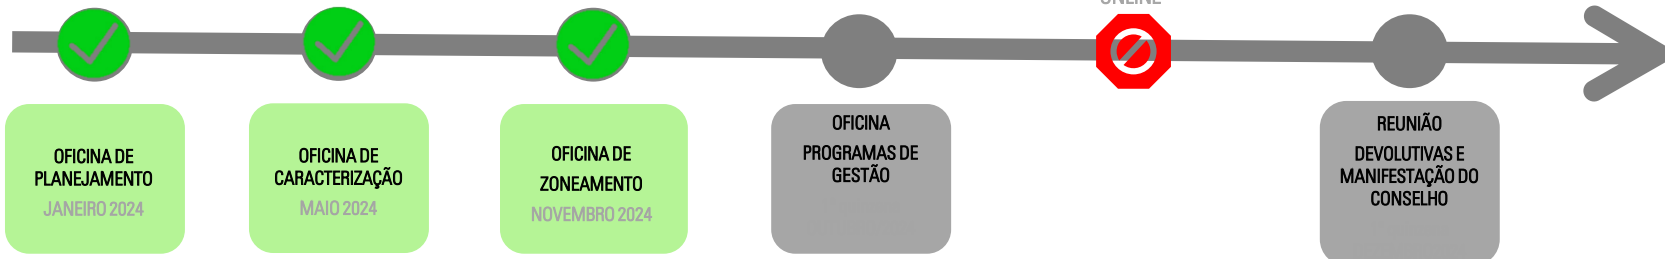 ONLINE
OFICINA DE
PLANEJAMENTO
JANEIRO 2024
OFICINA DE
CARACTERIZAÇÃO
MAIO 2024
OFICINA DE
ZONEAMENTO
NOVEMBRO 2024
OFICINA
PROGRAMAS DE
GESTÃO
REUNIÃO
DEVOLUTIVAS E
MANIFESTAÇÃO DO
CONSELHO